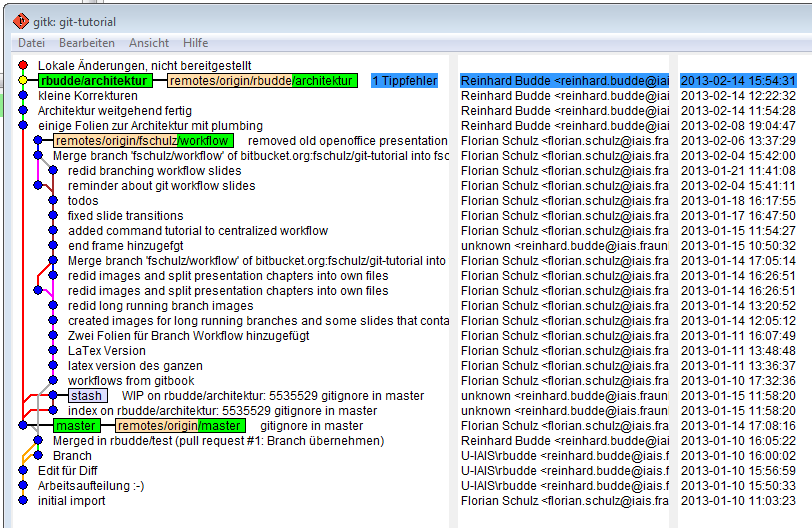 gitk: git-tutorial
Datei Bearbeiten Ansicht Hilfe
Lokale Änderungen, nicht bereitgestellt
rbudde/architektur remotes/origin/rbudde/architektur 1 Tippfehler Reinhard Budde <reinhard.budde@iai 2013-02-14 15:54:31
kleine Korrekturen Reinhard Budde <reinhard.budde@iai 2013-02-14 12:22:32
Architektur weitgehend fertig Reinhard Budde <reinhard.budde@iai 2013-02-14 11:54:28
einige Folien zur Architektur mit plumbing Reinhard Budde <reinhard.budde@iai 2013-02-08 19:04:47
remotes/origin/fschulz/workflow removed old openoffice presentation Florian Schulz <florian.schulz@iais.fra 2013-02-06 13:37:29
Merge branch 'fschulz/workflow' of bitbucket.org:fschulz/git-tutorial into fsc Florian Schulz <florian.schulz@iais.fra 2013-02-04 15:42:00
redid branching workflow slides Florian Schulz <florian.schulz@iais.fra 2013-01-21 11:41:08
reminder about git workflow slides Florian Schulz <florian.schulz@iais.fra 2013-02-04 15:41:11
todos Florian Schulz <florian.schulz@iais.fra 2013-01-18 16:17:55
fixed slide transitions Florian Schulz <florian.schulz@iais.fra 2013-01-17 16:47:50
added command tutorial to centralized workflow Florian Schulz <florian.schulz@iais.fra 2013-01-15 11:54:27
end frame hinzugefgt unknown <reinhard.budde@iais.fraun 2013-01-15 10:50:32
Merge branch 'fschulz/workflow' of bitbucket.org:fschulz/git-tutorial into Florian Schulz <florian.schulz@iais.fra 2013-01-14 17:05:14
redid images and split presentation chapters into own files Florian Schulz <florian.schulz@iais.fra 2013-01-14 16:26:51
redid images and split presentation chapters into own files Florian Schulz <florian.schulz@iais.fra 2013-01-14 16:26:51
redid long running branch images Florian Schulz <florian.schulz@iais.fra 2013-01-14 13:20:52
created images for long running branches and some slides that conta Florian Schulz <florian.schulz@iais.fra 2013-01-14 12:05:12
Zwei Folien für Branch Workflow hinzugefügt Florian Schulz <florian.schulz@iais.fra 2013-01-11 16:07:49
LaTex Version Florian Schulz <florian.schulz@iais.fra 2013-01-11 13:48:48
latex version des ganzen Florian Schulz <florian.schulz@iais.fra 2013-01-11 13:36:37
workflows from gitbook Florian Schulz <florian.schulz@iais.fra 2013-01-10 17:32:36
stash WIP on rbudde/architektur: 5535529 gitignore in master unknown <reinhard.budde@iais.fraun 2013-01-15 11:58:20
index on rbudde/architektur: 5535529 gitignore in master unknown <reinhard.budde@iais.fraun 2013-01-15 11:58:20
master remotes/origin/master gitignore in master Florian Schulz <florian.schulz@iais.fra 2013-01-14 17:08:16
Merged in rbudde/test (pull request #1: Branch übernehmen) Reinhard Budde <reinhard.budde@iai 2013-01-10 16:05:22
Branch U-IAIS\rbudde <reinhard.budde@iais.f 2013-01-10 16:00:02
Edit für Diff U-IAIS\rbudde <reinhard.budde@iais.f 2013-01-10 15:56:59
Arbeitsaufteilung :-) U-IAIS\rbudde <reinhard.budde@iais.f 2013-01-10 15:50:33
initial import Florian Schulz <florian.schulz@iais.fra 2013-01-10 11:03:23